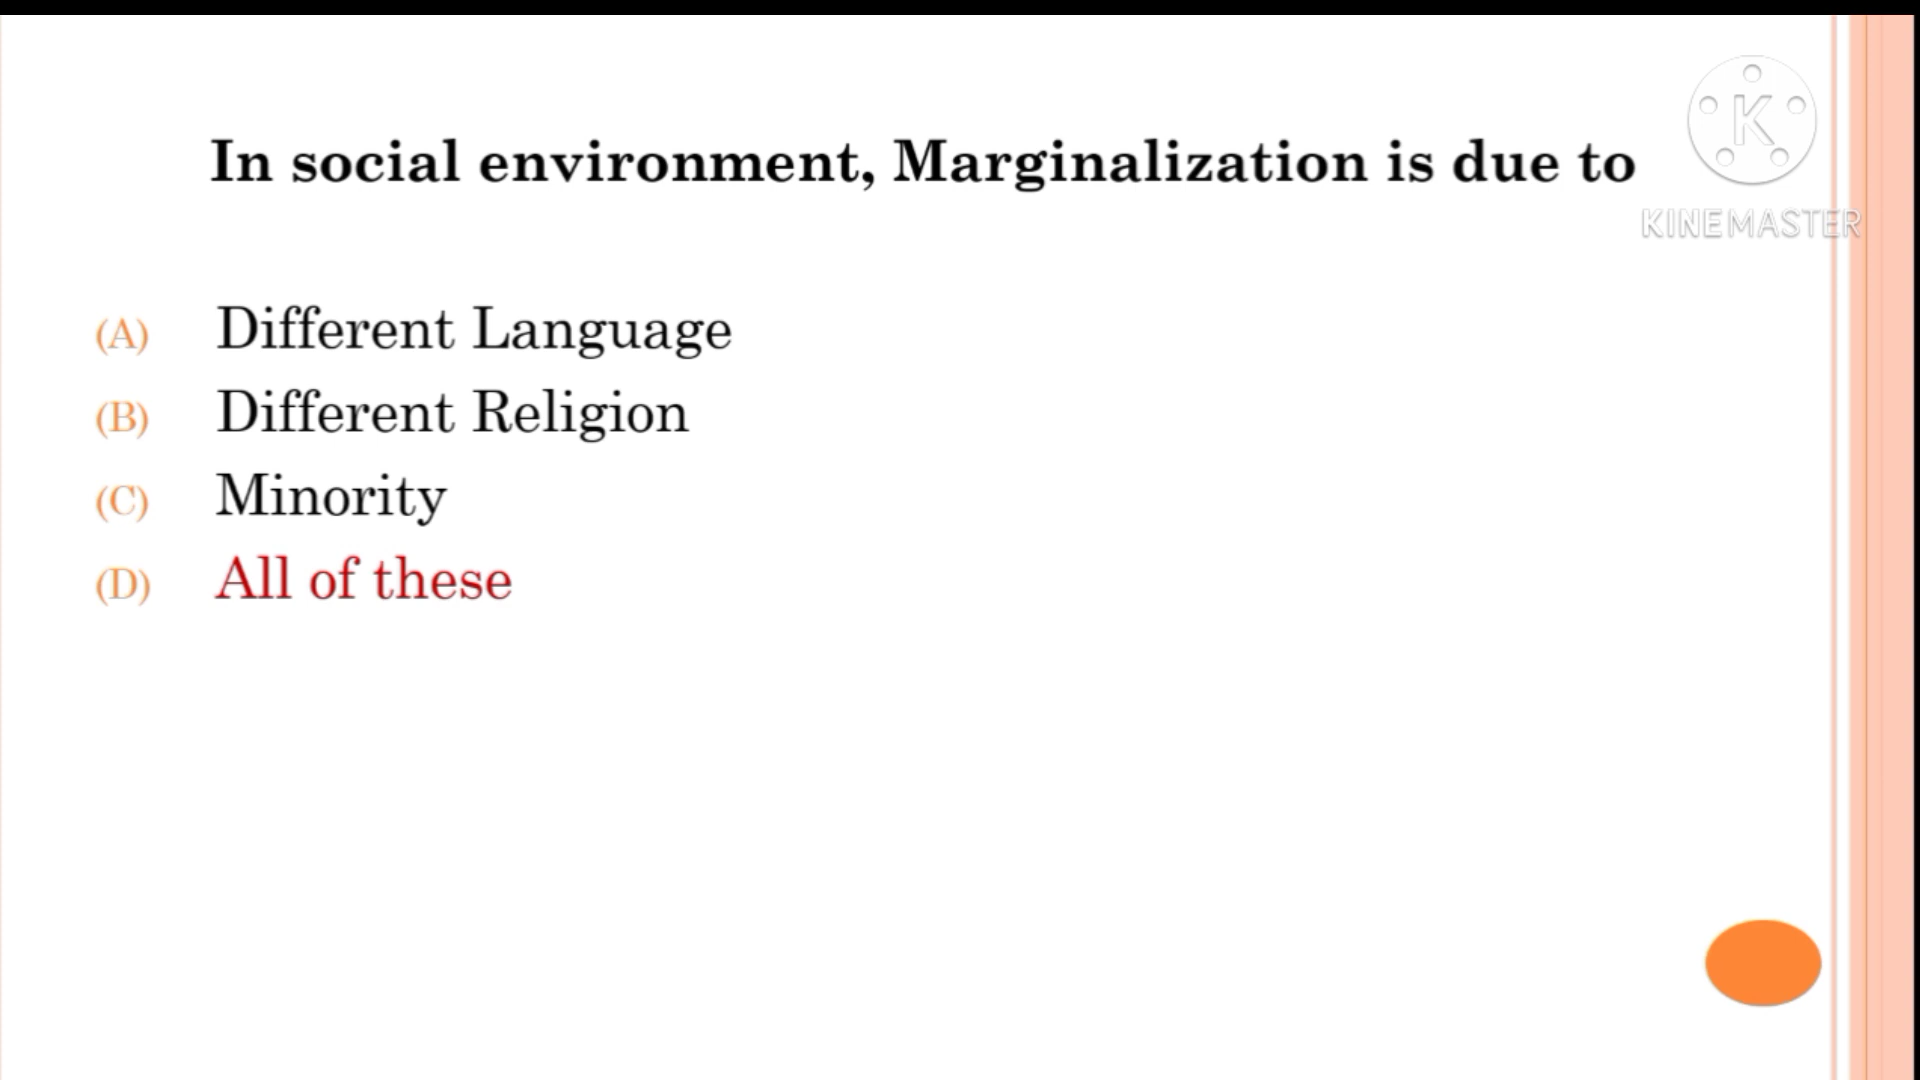 In social environment, Marginalization is due to
K
KINEMASTER
(A) Different Language
(B) Different Religion
(C) Minority
(D) All of these